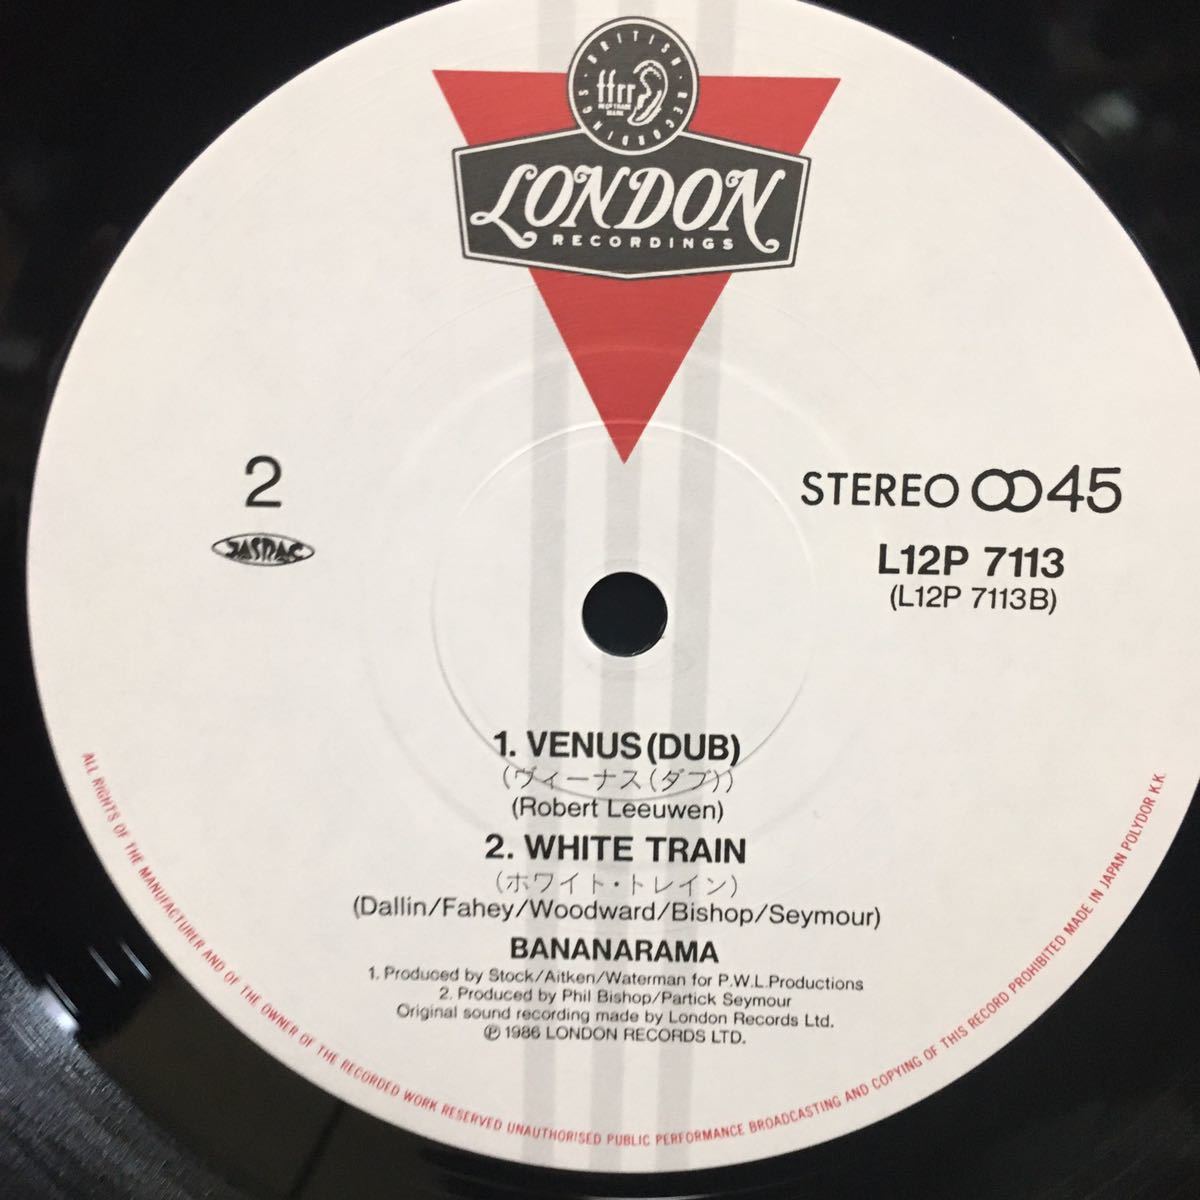 BRITISH · RECORDINGS ·
ffrr
LONDON
RECORDINGS
2
JASRAC
STEREO 45
L12P 7113
(L12P 7113B)
1. VENUS (DUB)
(ヴィーナス(ダブ))
(Robert Leeuwen)
2. WHITE TRAIN
(ホワイト・トレイン)
(Dallin/Fahey/Woodward/Bishop/Seymour)
BANANARAMA
1. Produced by Stock/Aitken/Waterman for P.W.L.Productions
2. Produced by Phil Bishop/Partick Seymour
Original sound recording made by London Records Ltd.
℗ 1986 LONDON RECORDS LTD.
ALL RIGHTS OF THE MANUFACTURER AND OF THE OWNER OF THE RECORDED WORK RESERVED UNAUTHORISED PUBLIC PERFORMANCE BROADCASTING AND COPYING OF THIS RECORD PROHIBITED MADE IN JAPAN POLYDOR K.K.